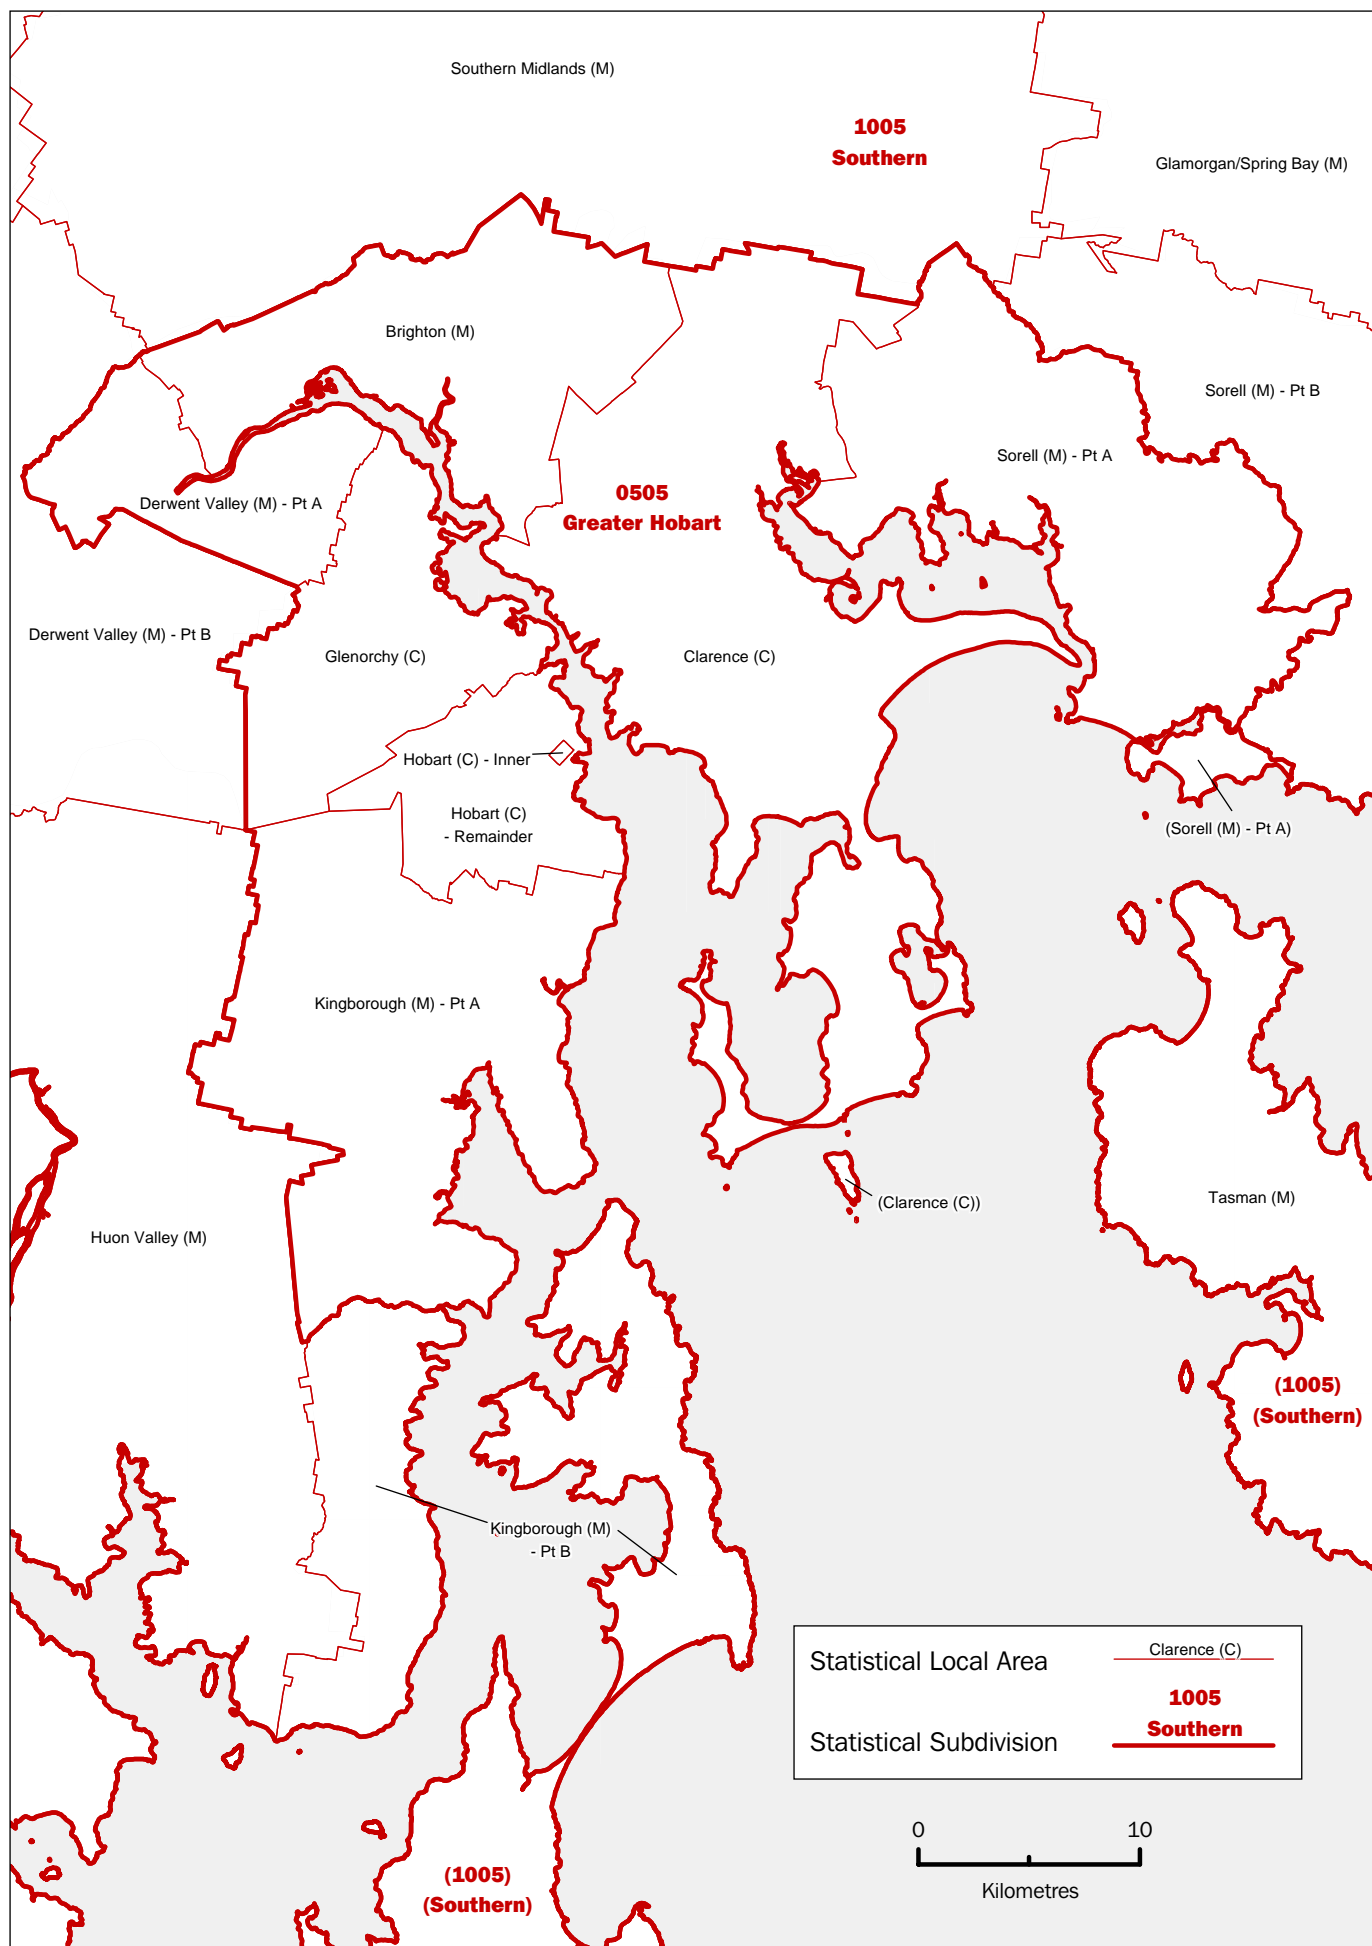 Southern Midlands (M)
1005
Southern
Glamorgan/Spring Bay (M)
Brighton (M)
Sorell (M) - Pt B
Sorell (M) - Pt A
0505
Greater Hobart
Derwent Valley (M) - Pt A
Derwent Valley (M) - Pt B
Glenorchy (C)
Clarence (C)
Hobart (C) - Inner
Hobart (C)
- Remainder
(Sorell (M) - Pt A)
Kingborough (M) - Pt A
(Clarence (C))
Tasman (M)
Huon Valley (M)
(1005)
(Southern)
Kingborough (M)
- Pt B
Statistical Local Area
Clarence (C)
1005
Southern
Statistical Subdivision
0
10
Kilometres
(1005)
(Southern)